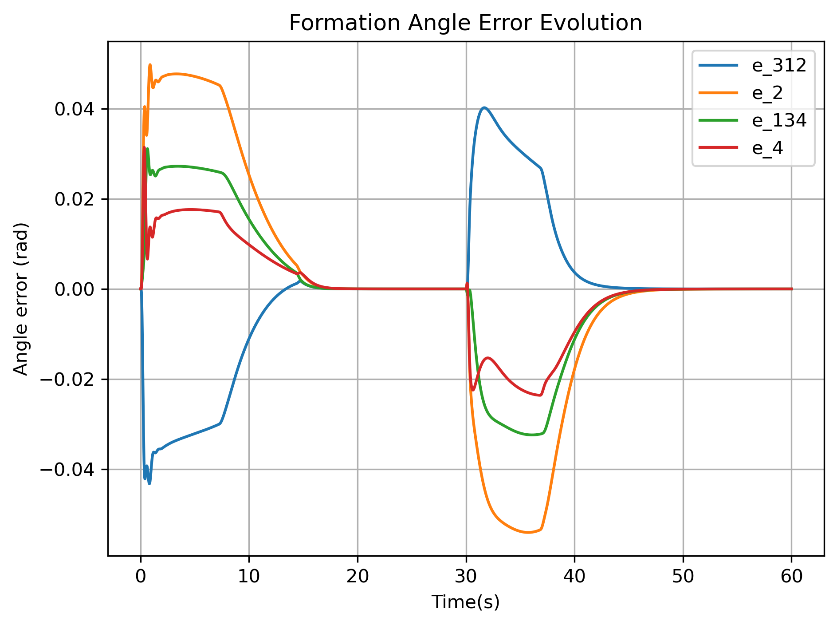 Formation Angle Error Evolution
e_312
e_2
e_134
e_4
0.04
0.02
0.00
−0.02
−0.04
Angle error (rad)
0 10 20 30 40 50 60
Time(s)